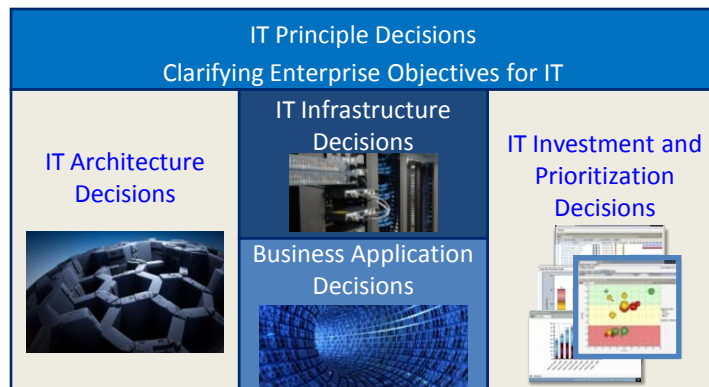 IT Principle Decisions
Clarifying Enterprise Objectives for IT
IT Architecture
Decisions
IT Infrastructure
Decisions
Business Application
Decisions
IT Investment and
Prioritization
Decisions